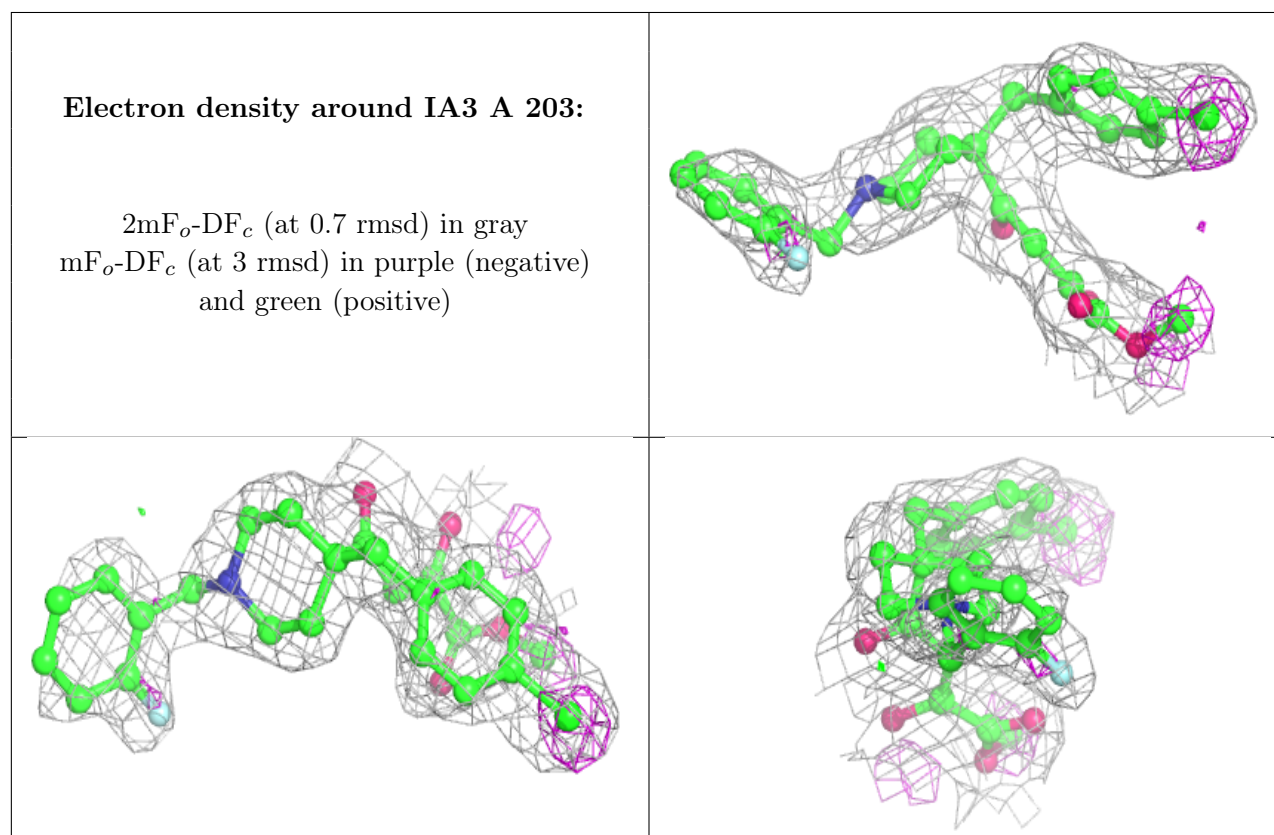 Electron density around IA3 A 203:
2mFo-DFc (at 0.7 rmsd) in gray
mFo-DFc (at 3 rmsd) in purple (negative)
and green (positive)